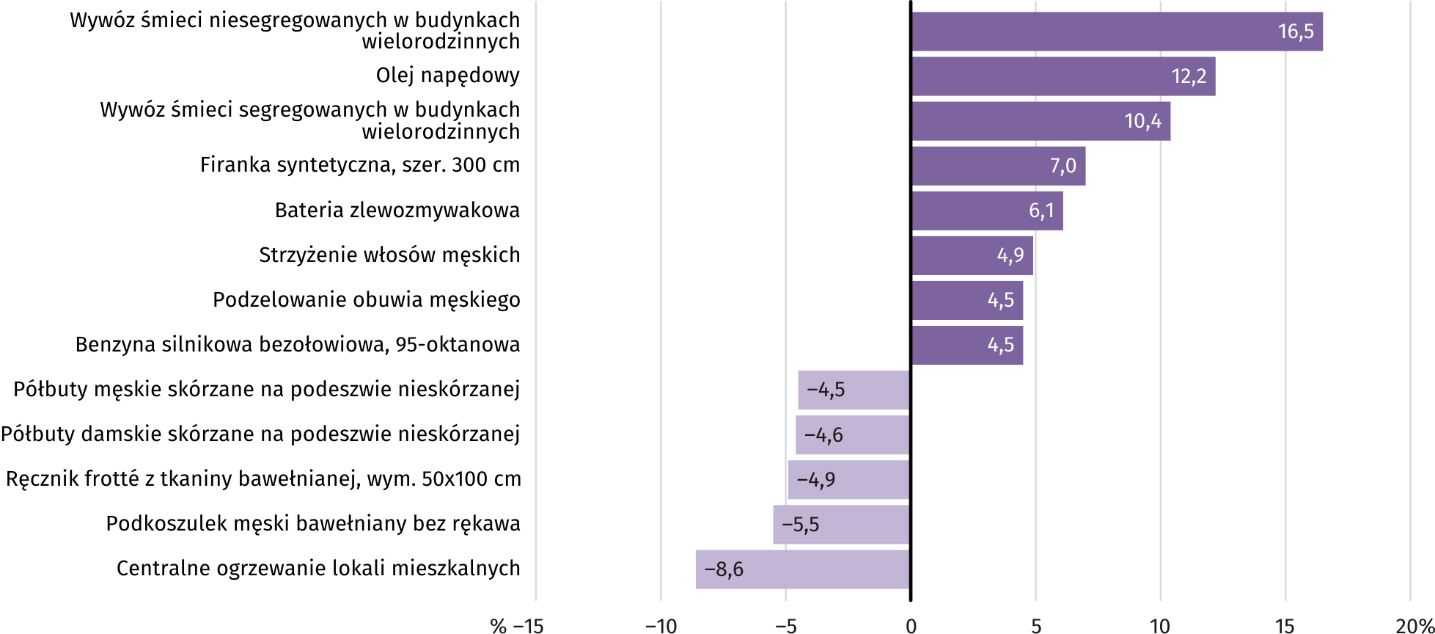 Wywóz śmieci niesegregowanych w budynkach
wielorodzinnych
16,5
Olej napędowy
12,2
Wywóz śmieci segregowanych w budynkach
wielorodzinnych
10,4
Firanka syntetyczna, szer. 300 cm
7,0
Bateria zlewozmywakowa
6,1
Strzyżenie włosów męskich
4,9
Podzelowanie obuwia męskiego
4,5
Benzyna silnikowa bezołowiowa, 95-oktanowa
4,5
Półbuty męskie skórzane na podeszwie nieskórzanej
−4,5
Półbuty damskie skórzane na podeszwie nieskórzanej
−4,6
Ręcznik frotté z tkaniny bawełnianej, wym. 50x100 cm
−4,9
Podkoszulek męski bawełniany bez rękawa
−5,5
Centralne ogrzewanie lokali mieszkalnych
−8,6
% −15 −10 −5 0 5 10 15 20%